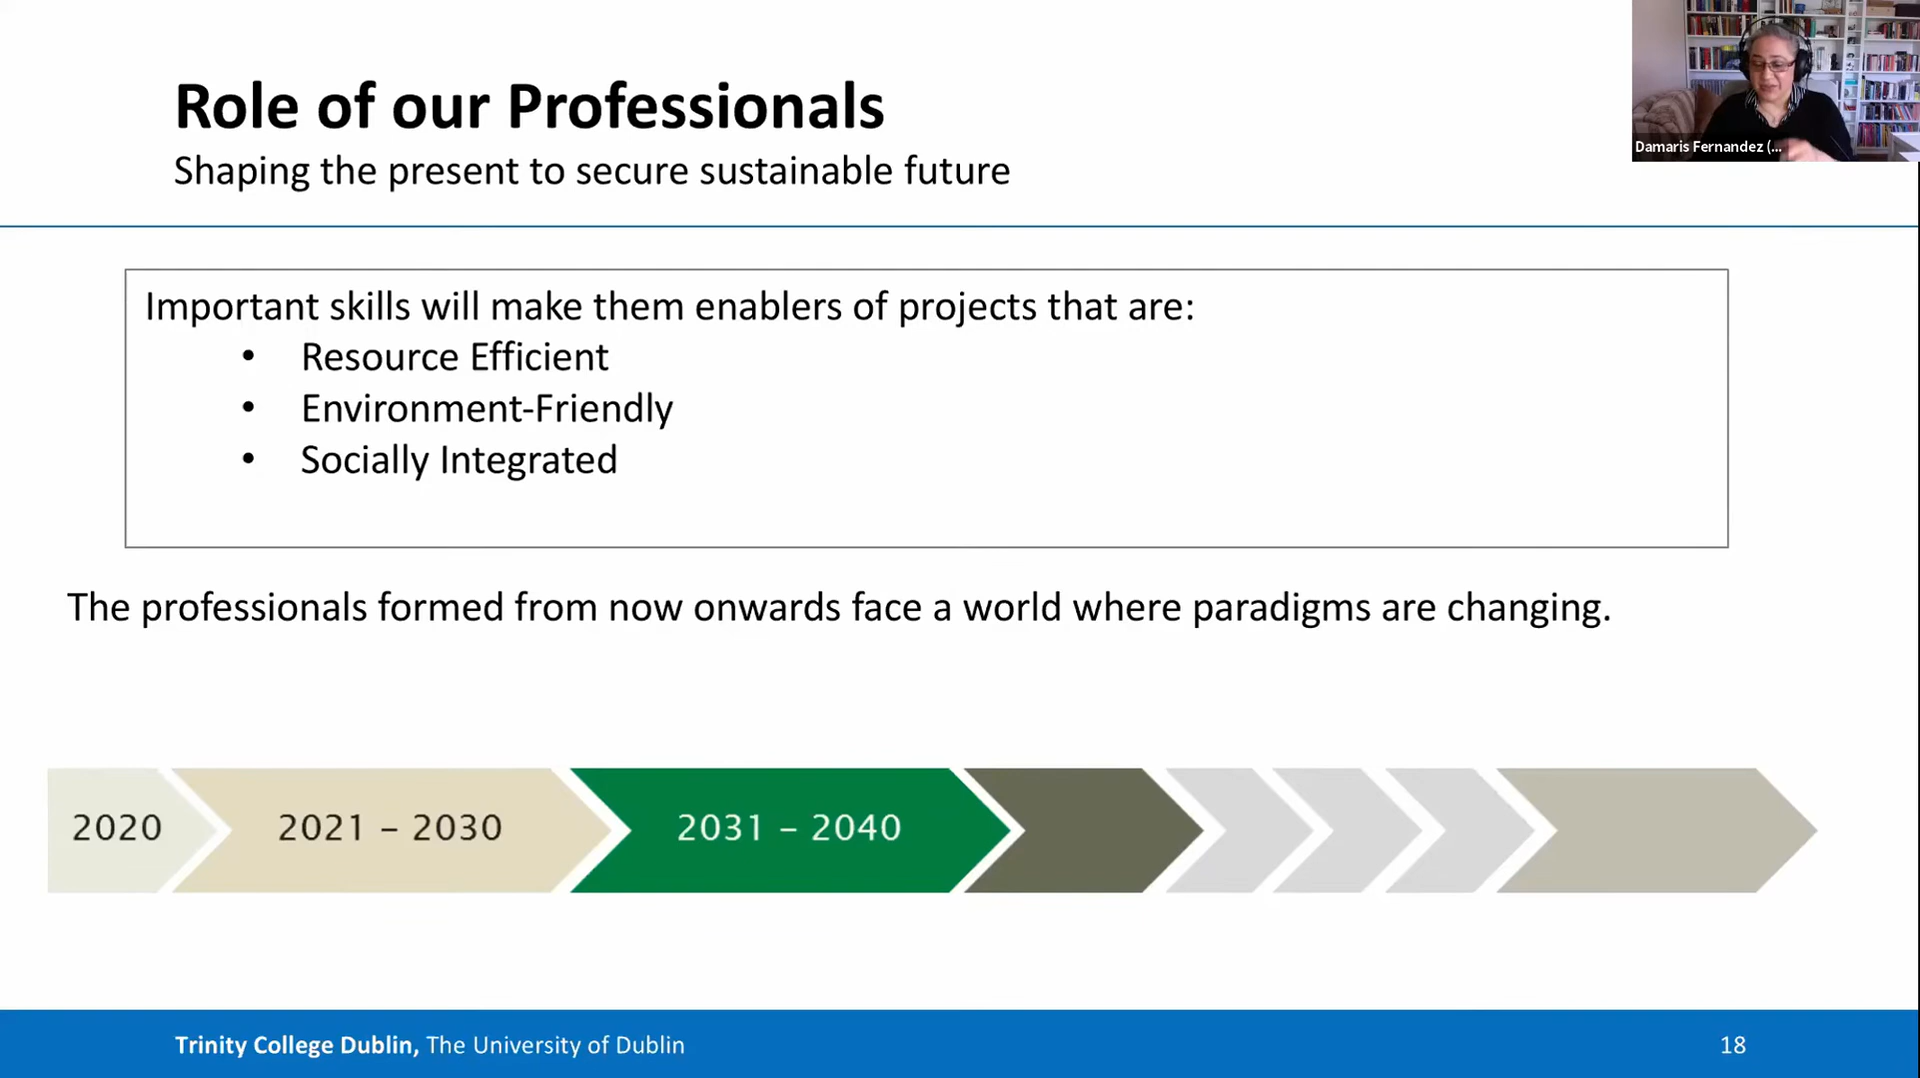 Role of our Professionals
Shaping the present to secure sustainable future
Damaris Fernandez (...
Important skills will make them enablers of projects that are:
• Resource Efficient
• Environment-Friendly
• Socially Integrated
The professionals formed from now onwards face a world where paradigms are changing.
2020
2021 – 2030
2031 – 2040
Trinity College Dublin, The University of Dublin
18